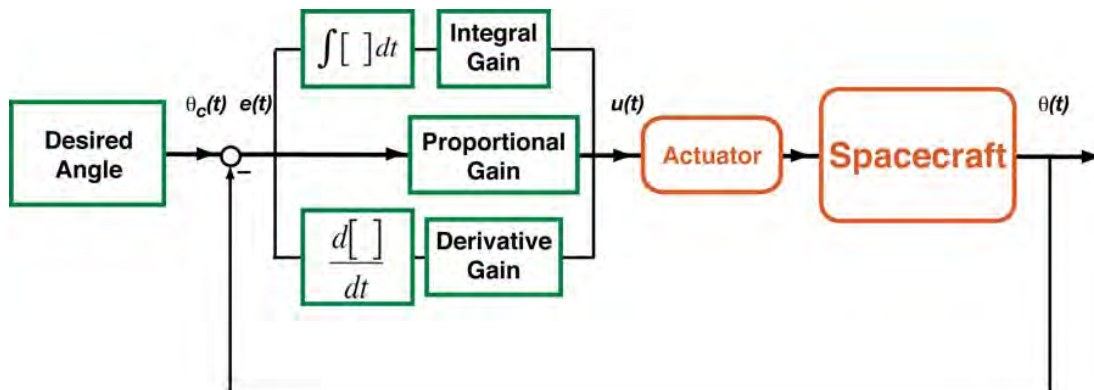 ∫[ ]dt
Integral
Gain
θc(t) e(t)
u(t)
θ(t)
Desired
Angle
Proportional
Gain
Actuator
Spacecraft
−
d[ ]
dt
Derivative
Gain